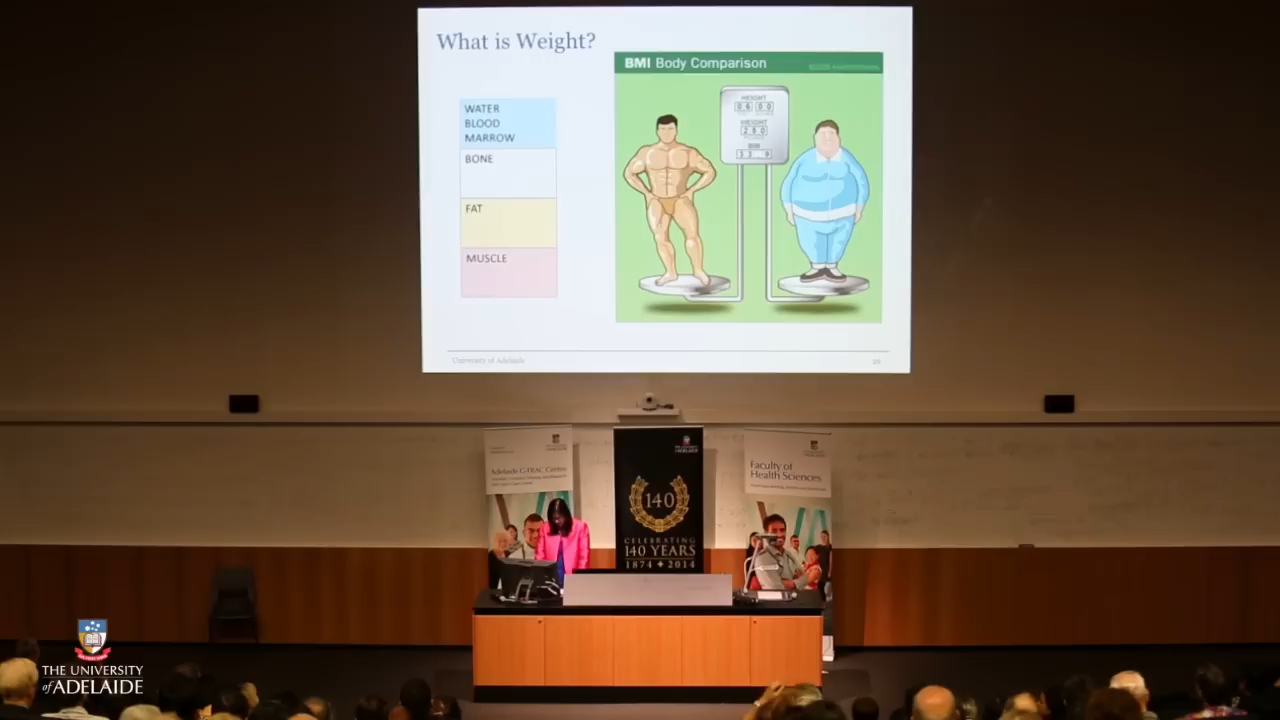 What is Weight?
BMI Body Comparison
WATER
BLOOD
MARROW
BONE
FAT
MUSCLE
HEIGHT
University of Adelaide
Adelaide G-TRAC Centre
140
CELEBRATING
140 YEARS
1874 ✦ 2014
Faculty of
Health Sciences
THE UNIVERSITY
of ADELAIDE